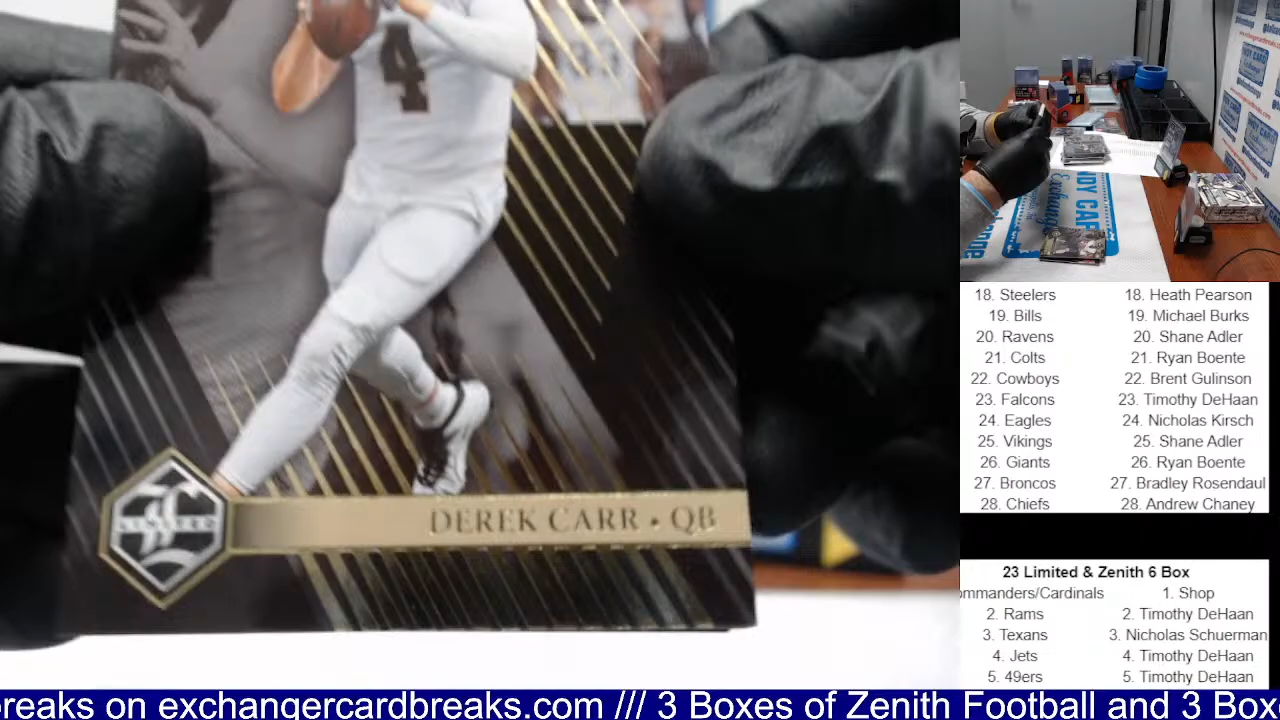 4
LIMITED
DEREK CARR • QB
18. Steelers 18. Heath Pearson
19. Bills 19. Michael Burks
20. Ravens 20. Shane Adler
21. Colts 21. Ryan Boente
22. Cowboys 22. Brent Gulinson
23. Falcons 23. Timothy DeHaan
24. Eagles 24. Nicholas Kirsch
25. Vikings 25. Shane Adler
26. Giants 26. Ryan Boente
27. Broncos 27. Bradley Rosendaul
28. Chiefs 28. Andrew Chaney
23 Limited & Zenith 6 Box
ommanders/Cardinals 1. Shop
2. Rams 2. Timothy DeHaan
3. Texans 3. Nicholas Schuerman
4. Jets 4. Timothy DeHaan
5. 49ers 5. Timothy DeHaan
reaks on exchangercardbreaks.com /// 3 Boxes of Zenith Football and 3 Box